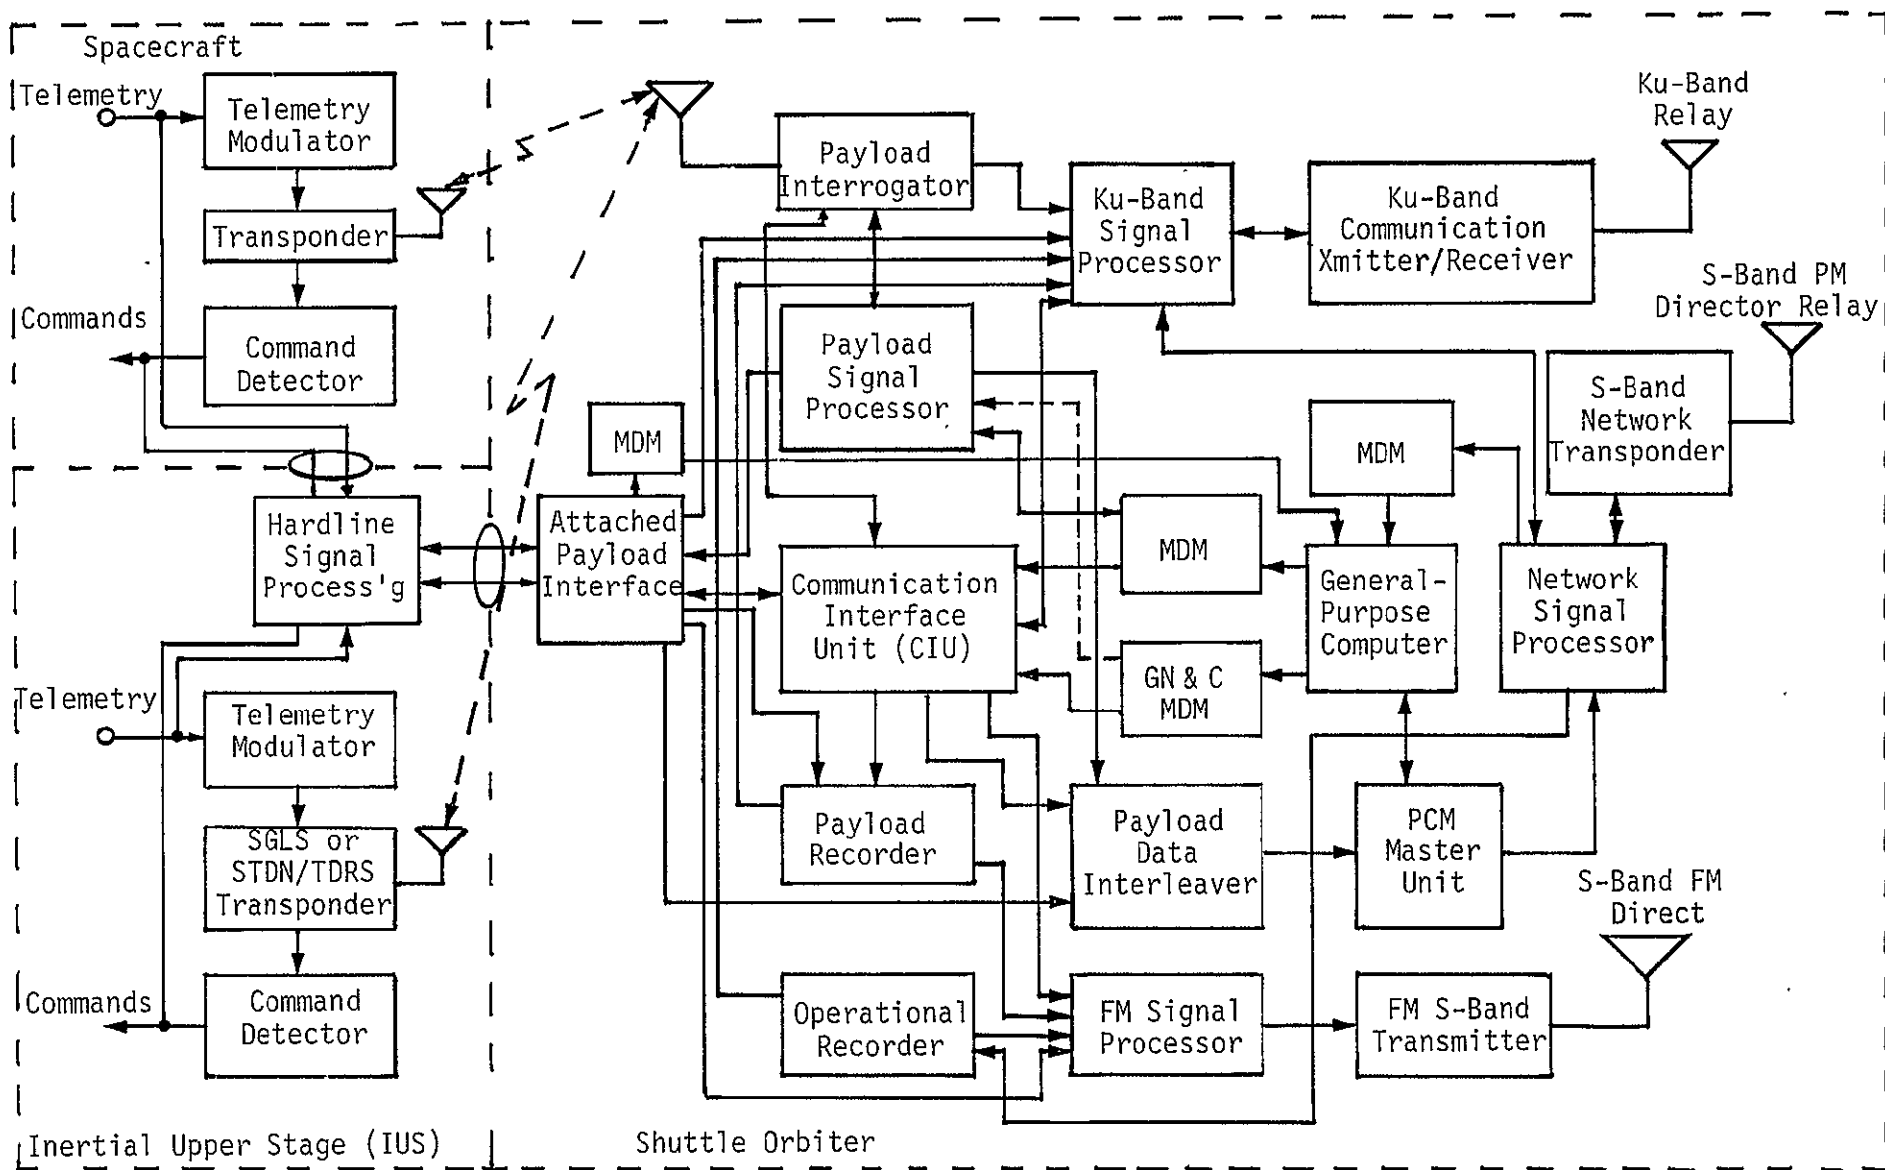 Spacecraft
Telemetry
Telemetry
Modulator
Transponder
Commands
Command
Detector
Hardline
Signal
Process'g
Telemetry
Telemetry
Modulator
SGLS or
STDN/TDRS
Transponder
Commands
Command
Detector
Inertial Upper Stage (IUS)
Payload
Interrogator
Ku-Band
Signal
Processor
Ku-Band
Communication
Xmitter/Receiver
Ku-Band
Relay
S-Band PM
Director Relay
Payload
Signal
Processor
S-Band
Network
Transponder
MDM
MDM
Attached
Payload
Interface
MDM
Communication
Interface
Unit (CIU)
General-
Purpose
Computer
Network
Signal
Processor
GN & C
MDM
Payload
Recorder
Payload
Data
Interleaver
PCM
Master
Unit
S-Band FM
Direct
Operational
Recorder
FM Signal
Processor
FM S-Band
Transmitter
Shuttle Orbiter